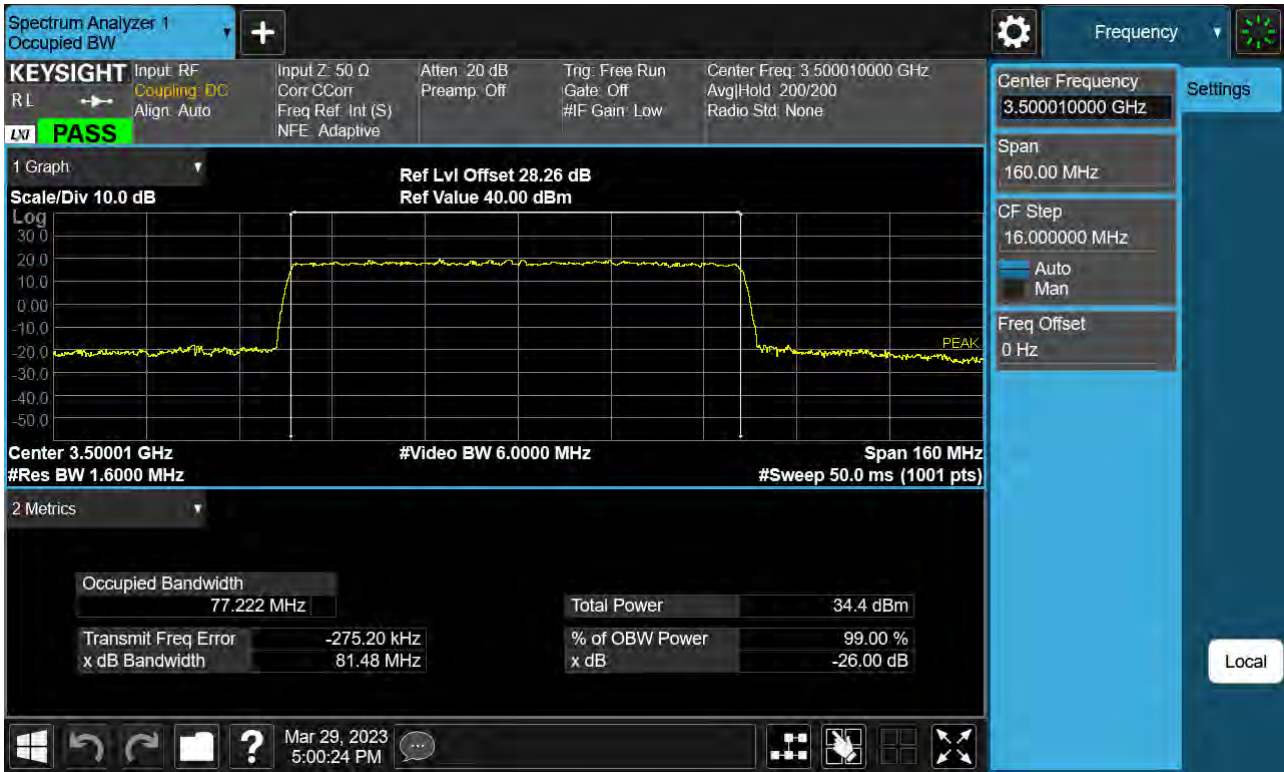 Spectrum Analyzer 1
Occupied BW
Frequency
KEYSIGHT
RL
LXI PASS
Input: RF
Coupling: DC
Align: Auto
Input Z: 50 Ω
Corr CCorr
Freq Ref: Int (S)
NFE: Adaptive
Atten: 20 dB
Preamp: Off
Trig: Free Run
Gate: Off
#IF Gain: Low
Center Freq: 3.500010000 GHz
Avg|Hold: 200/200
Radio Std: None
Center Frequency
3.500010000 GHz
Settings
Span
160.00 MHz
CF Step
16.000000 MHz
Auto
Man
Freq Offset
0 Hz
1 Graph
Scale/Div 10.0 dB
Ref Lvl Offset 28.26 dB
Ref Value 40.00 dBm
Log
30.0
20.0
10.0
0.00
-10.0
-20.0
-30.0
-40.0
-50.0
PEAK
Center 3.50001 GHz
#Video BW 6.0000 MHz
Span 160 MHz
#Res BW 1.6000 MHz
#Sweep 50.0 ms (1001 pts)
2 Metrics
Occupied Bandwidth
77.222 MHz
Total Power 34.4 dBm
Transmit Freq Error -275.20 kHz
% of OBW Power 99.00 %
x dB Bandwidth 81.48 MHz
x dB -26.00 dB
Local
?
Mar 29, 2023
5:00:24 PM